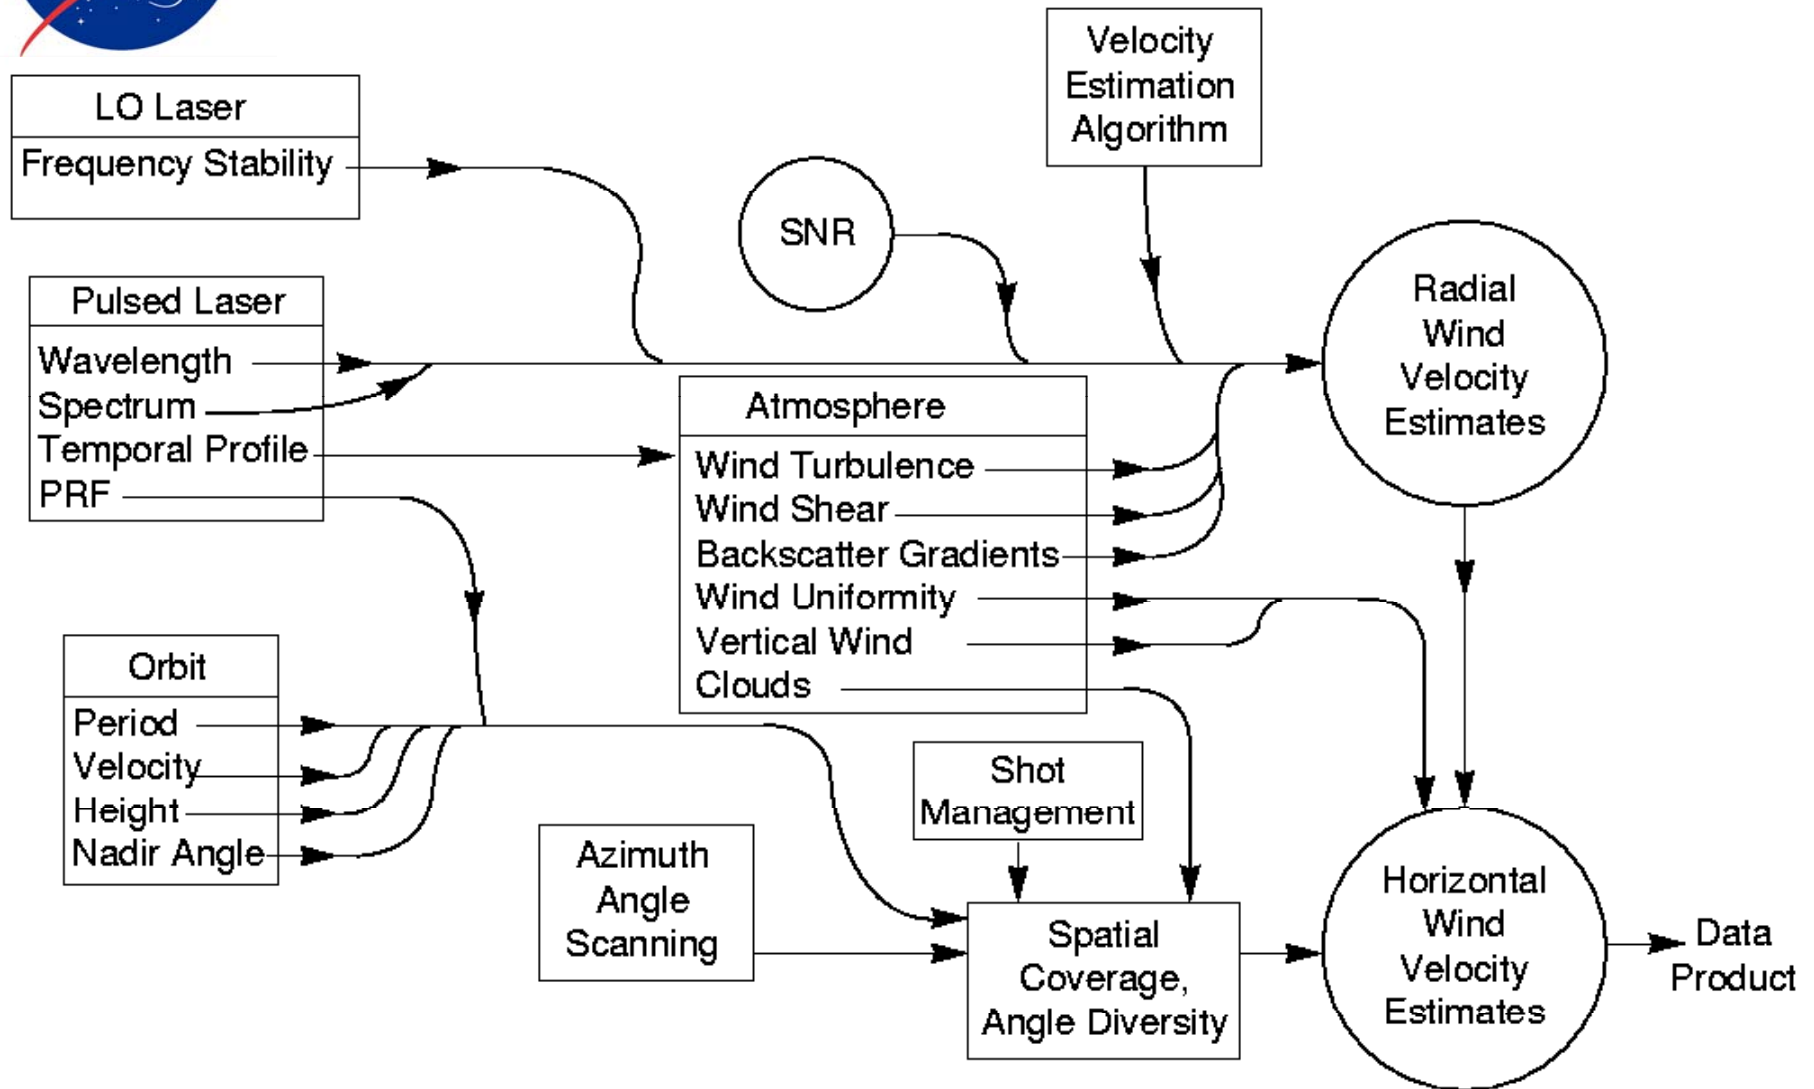 LO Laser
Frequency Stability
Velocity
Estimation
Algorithm
SNR
Pulsed Laser
Wavelength
Spectrum
Temporal Profile
PRF
Radial
Wind
Velocity
Estimates
Atmosphere
Wind Turbulence
Wind Shear
Backscatter Gradients
Wind Uniformity
Vertical Wind
Clouds
Orbit
Period
Velocity
Height
Nadir Angle
Shot
Management
Azimuth
Angle
Scanning
Spatial
Coverage,
Angle Diversity
Horizontal
Wind
Velocity
Estimates
Data
Product